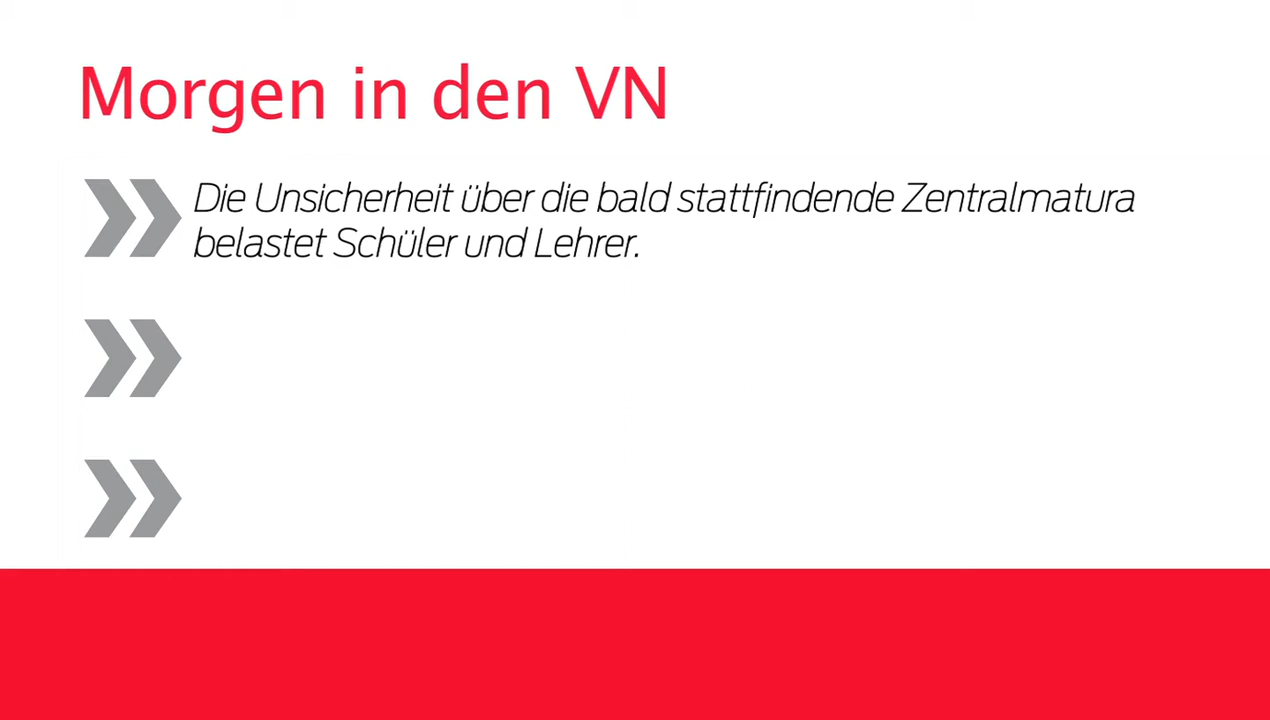 Morgen in den VN
Die Unsicherheit über die bald stattfindende Zentralmatura
belastet Schüler und Lehrer.